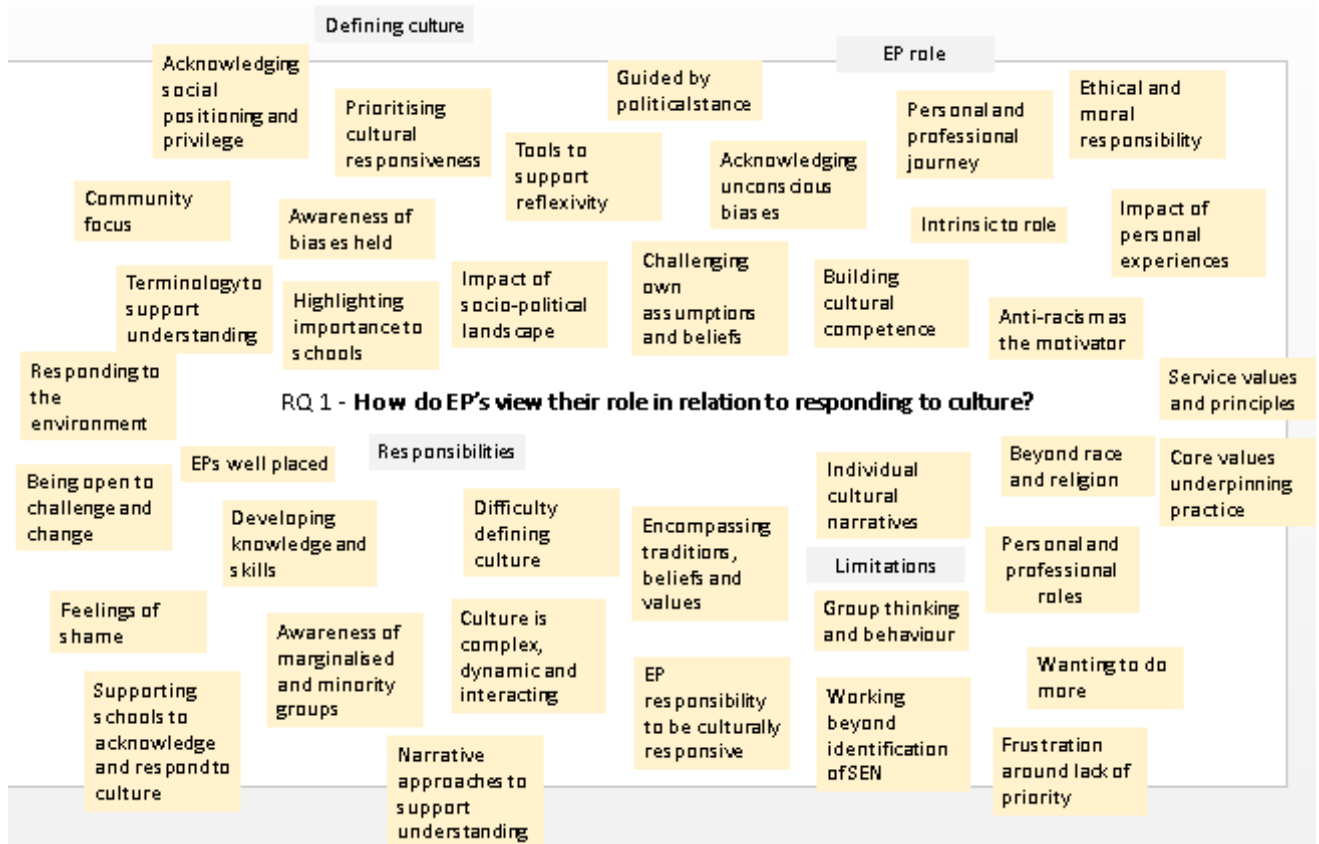 Defining culture
EP role
Acknowledging
social
positioning and
privilege
Prioritising
cultural
responsiveness
Guided by
political stance
Personal and
professional
journey
Ethical and
moral
responsibility
Tools to
support
reflexivity
Acknowledging
unconscious
biases
Community
focus
Awareness of
biases held
Intrinsic to role
Impact of
personal
experiences
Terminology to
support
understanding
Highlighting
importance to
schools
Impact of
socio-political
landscape
Challenging
own
assumptions
and beliefs
Building
cultural
competence
Anti-racism as
the motivator
Responding to
the
environment
Service values
and principles
RQ 1 - How do EP's view their role in relation to responding to culture?
Responsibilities
EPs well placed
Being open to
challenge and
change
Developing
knowledge and
skills
Difficulty
defining
culture
Encompassing
traditions,
beliefs and
values
Individual
cultural
narratives
Beyond race
and religion
Core values
underpinning
practice
Limitations
Personal and
professional
roles
Feelings of
shame
Awareness of
marginalised
and minority
groups
Culture is
complex,
dynamic and
interacting
Group thinking
and behaviour
Wanting to do
more
Supporting
schools to
acknowledge
and respond to
culture
Narrative
approaches to
support
understanding
EP
responsibility
to be culturally
responsive
Working
beyond
identification
of SEN
Frustration
around lack of
priority